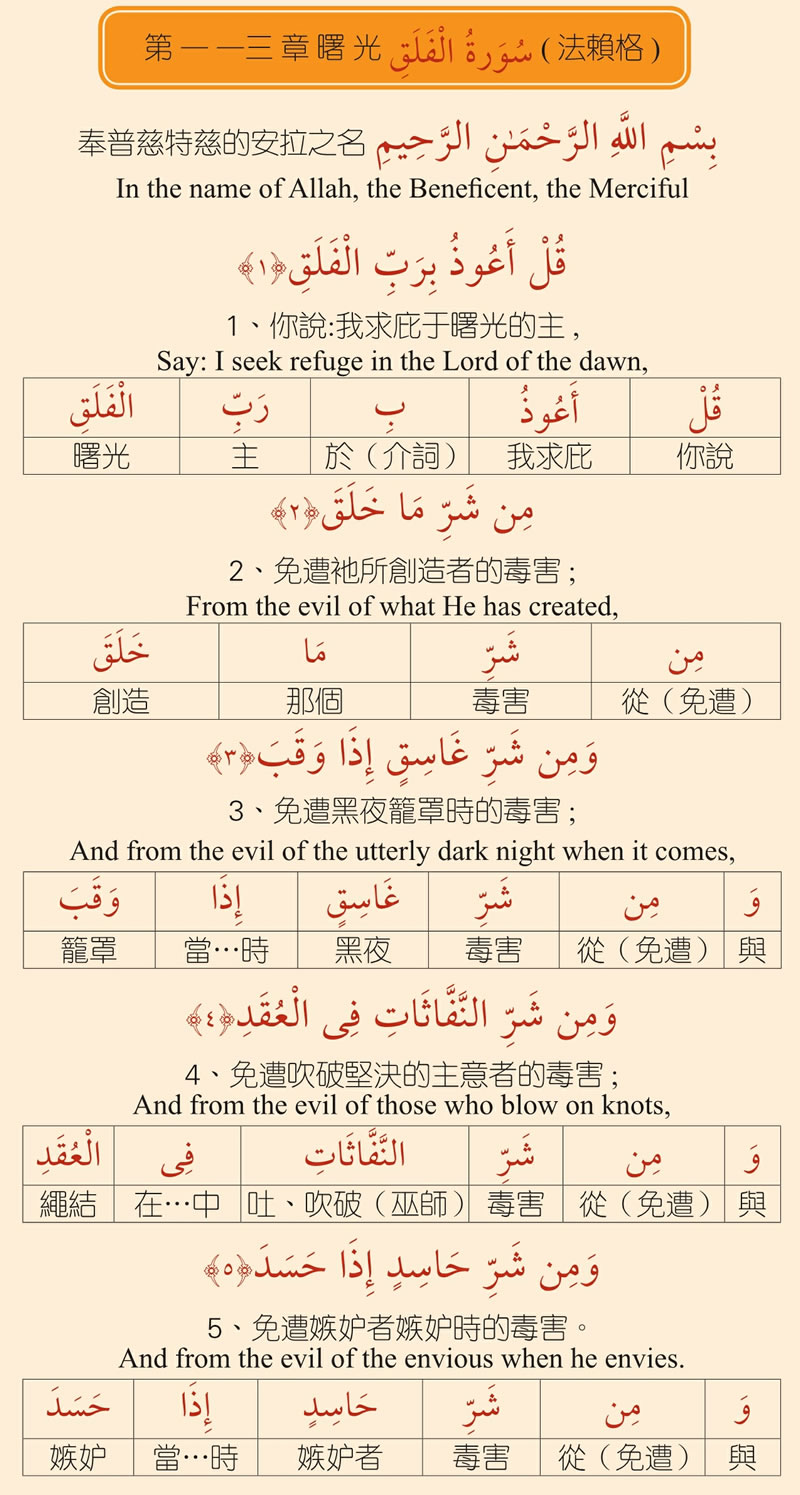 第一一三章曙光 سُورَةُ الْفَلَقِ (法賴格)
奉普慈特慈的安拉之名 بِسْمِ اللَّهِ الرَّحْمَٰنِ الرَّحِيمِ
In the name of Allah, the Beneficent, the Merciful
قُلْ أَعُوذُ بِرَبِّ الْفَلَقِ﴿١﴾
1、你說:我求庇于曙光的主,
Say: I seek refuge in the Lord of the dawn,
قُلْ أَعُوذُ بِ رَبِّ الْفَلَقِ
曙光 主 於(介詞) 我求庇 你說
مِن شَرِّ مَا خَلَقَ﴿٢﴾
2、免遭祂所創造者的毒害;
From the evil of what He has created,
مِن شَرِّ مَا خَلَقَ
創造 那個 毒害 從(免遭)
وَمِن شَرِّ غَاسِقٍ إِذَا وَقَبَ﴿٣﴾
3、免遭黑夜籠罩時的毒害;
And from the evil of the utterly dark night when it comes,
وَ مِن شَرِّ غَاسِقٍ إِذَا وَقَبَ
籠罩 當…時 黑夜 毒害 從(免遭) 與
وَمِن شَرِّ النَّفَّاثَاتِ فِى الْعُقَدِ﴿٤﴾
4、免遭吹破堅決的主意者的毒害;
And from the evil of those who blow on knots,
وَ مِن شَرِّ النَّفَّاثَاتِ فِى الْعُقَدِ
繩結 在…中 吐、吹破(巫師) 毒害 從(免遭) 與
وَمِن شَرِّ حَاسِدٍ إِذَا حَسَدَ﴿٥﴾
5、免遭嫉妒者嫉妒時的毒害。
And from the evil of the envious when he envies.
وَ مِن شَرِّ حَاسِدٍ إِذَا حَسَدَ
嫉妒 當…時 嫉妒者 毒害 從(免遭) 與